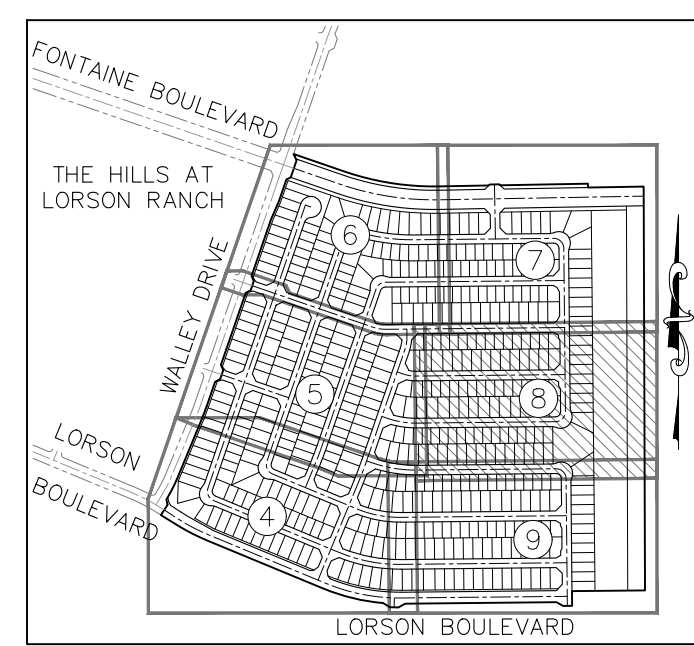 FONTAINE BOULEVARD
THE HILLS AT
LORSON RANCH
6
7
WALLEY DRIVE
5
8
LORSON
BOULEVARD
4
9
LORSON BOULEVARD